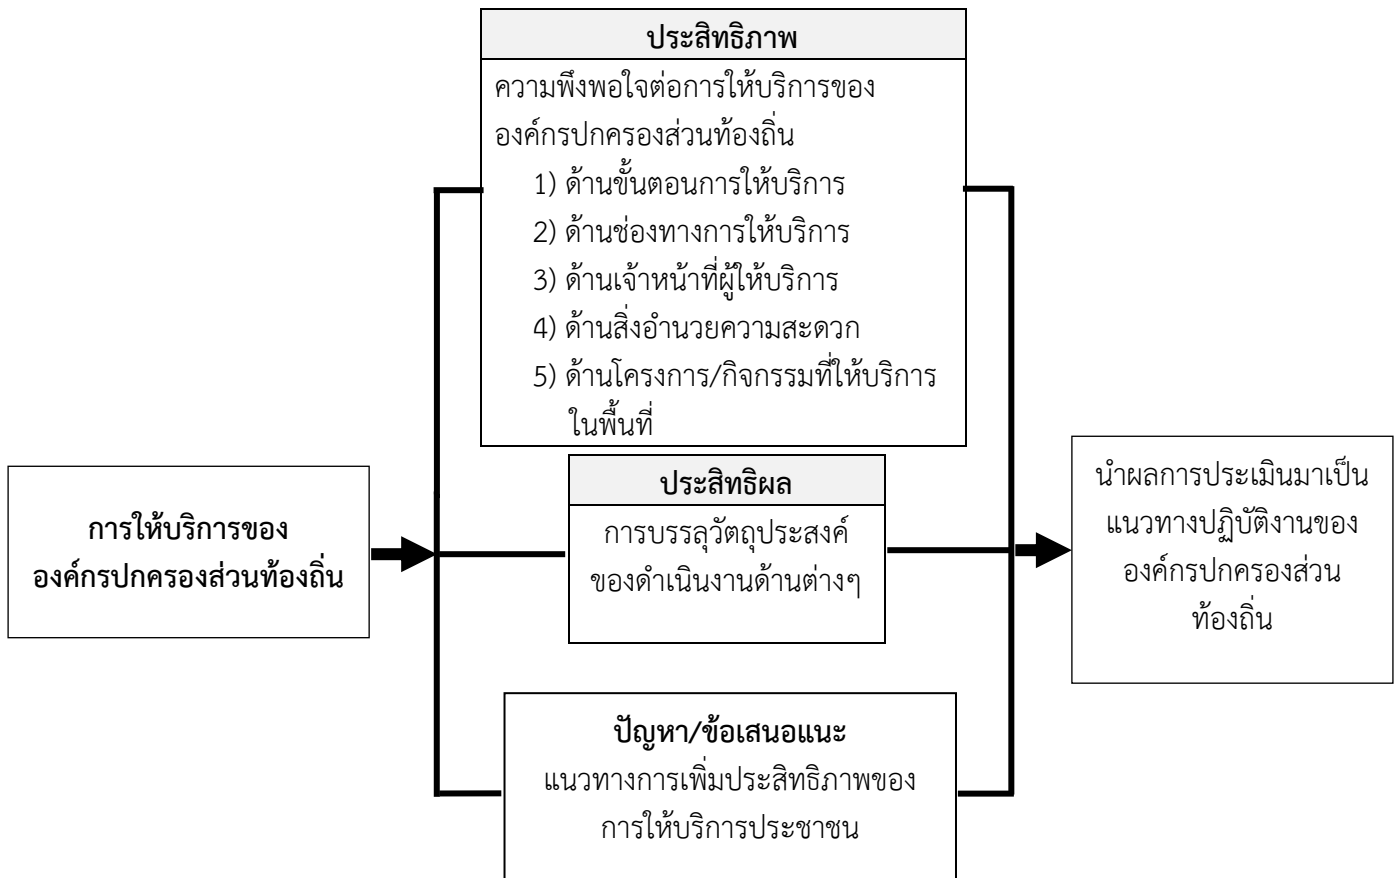 ประสิทธิภาพ
ความพึงพอใจต่อการให้บริการของ
องค์กรปกครองส่วนท้องถิ่น
1) ด้านขั้นตอนการให้บริการ
2) ด้านช่องทางการให้บริการ
3) ด้านเจ้าหน้าที่ผู้ให้บริการ
4) ด้านสิ่งอำนวยความสะดวก
5) ด้านโครงการ/กิจกรรมที่ให้บริการ
ในพื้นที่
การให้บริการของ
องค์กรปกครองส่วนท้องถิ่น
ประสิทธิผล
การบรรลุวัตถุประสงค์
ของดำเนินงานด้านต่างๆ
ปัญหา/ข้อเสนอแนะ
แนวทางการเพิ่มประสิทธิภาพของ
การให้บริการประชาชน
นำผลการประเมินมาเป็น
แนวทางปฏิบัติงานของ
องค์กรปกครองส่วน
ท้องถิ่น